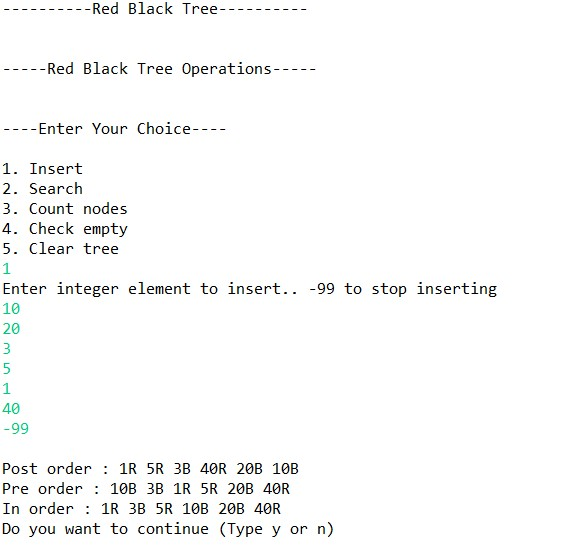 ----------Red Black Tree----------
-----Red Black Tree Operations-----
----Enter Your Choice----
1. Insert
2. Search
3. Count nodes
4. Check empty
5. Clear tree
1
Enter integer element to insert.. -99 to stop inserting
10
20
3
5
1
40
-99
Post order : 1R 5R 3B 40R 20B 10B
Pre order : 10B 3B 1R 5R 20B 40R
In order : 1R 3B 5R 10B 20B 40R
Do you want to continue (Type y or n)